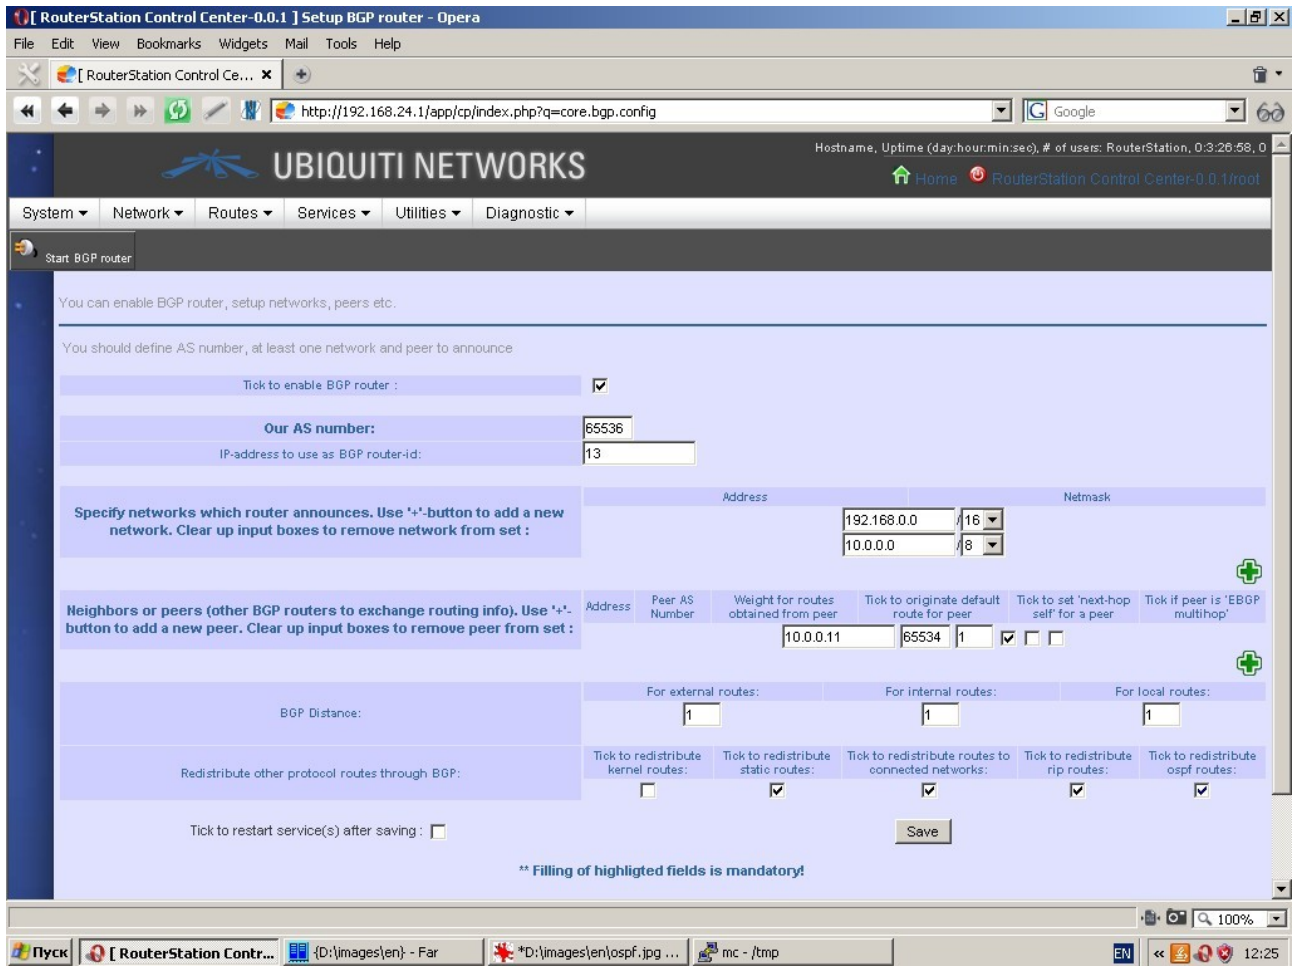 [ RouterStation Control Center-0.0.1 ] Setup BGP router - Opera
File Edit View Bookmarks Widgets Mail Tools Help
[ RouterStation Control Ce...
http://192.168.24.1/app/cp/index.php?q=core.bgp.config
Google
UBIQUITI NETWORKS
Hostname, Uptime (day:hour:min:sec), # of users: RouterStation, 0:3:26:58, 0
Home RouterStation Control Center-0.0.1/root
System Network Routes Services Utilities Diagnostic
Start BGP router
You can enable BGP router, setup networks, peers etc.
You should define AS number, at least one network and peer to announce
Tick to enable BGP router :
Our AS number: 65536
IP-address to use as BGP router-id: 13
Specify networks which router announces. Use '+'-button to add a new
network. Clear up input boxes to remove network from set :
Address Netmask
192.168.0.0 / 16
10.0.0.0 / 8
Neighbors or peers (other BGP routers to exchange routing info). Use '+'-
button to add a new peer. Clear up input boxes to remove peer from set :
Address
Peer AS
Number
Weight for routes
obtained from peer
Tick to originate default
route for peer
Tick to set 'next-hop
self' for a peer
Tick if peer is 'EBGP
multihop'
10.0.0.11 65534 1
BGP Distance:
For external routes: For internal routes: For local routes:
1 1 1
Redistribute other protocol routes through BGP:
Tick to redistribute
kernel routes:
Tick to redistribute
static routes:
Tick to redistribute routes to
connected networks:
Tick to redistribute
rip routes:
Tick to redistribute
ospf routes:
Tick to restart service(s) after saving :
Save
** Filling of highligted fields is mandatory!
100%
Пуск [ RouterStation Contr... {D:\images\en} - Far *D:\images\en\ospf.jpg ... mc - /tmp EN « 12:25